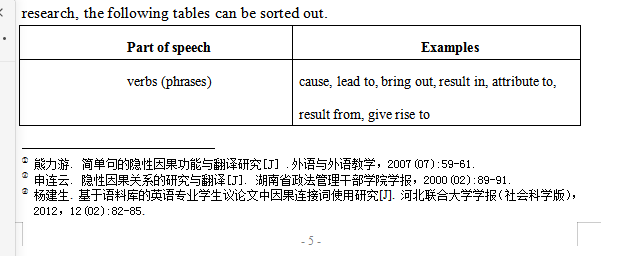 research, the following tables can be sorted out.
Part of speech Examples
verbs (phrases) cause, lead to, bring out, result in, attribute to,
result from, give rise to
① 熊力游. 简单句的隐性因果功能与翻译研究[J] .外语与外语教学, 2007(07):59-61.
② 申连云. 隐性因果关系的研究与翻译[J]. 湖南省政法管理干部学院学报, 2000(02):89-91.
③ 杨建生. 基于语料库的英语专业学生议论文中因果连接词使用研究[J]. 河北联合大学学报(社会科学版),
2012, 12(02):82-85.
- 5 -